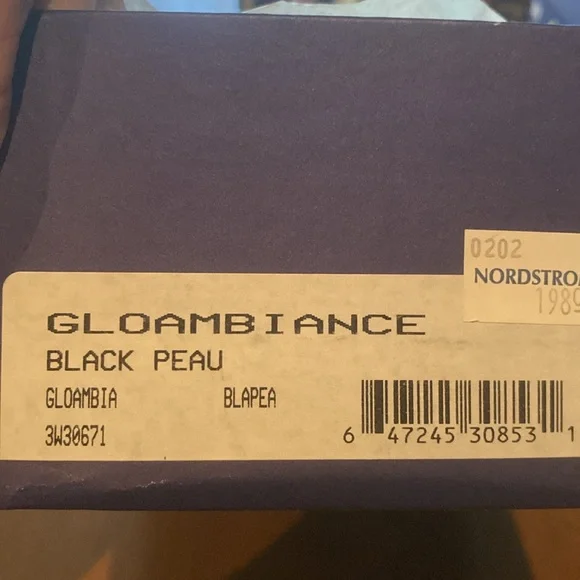 0202
NORDSTRO
1989
GLOAMBIANCE
BLACK PEAU
GLOAMBIA BLAPEA
3W30671
6 47245 30853 1